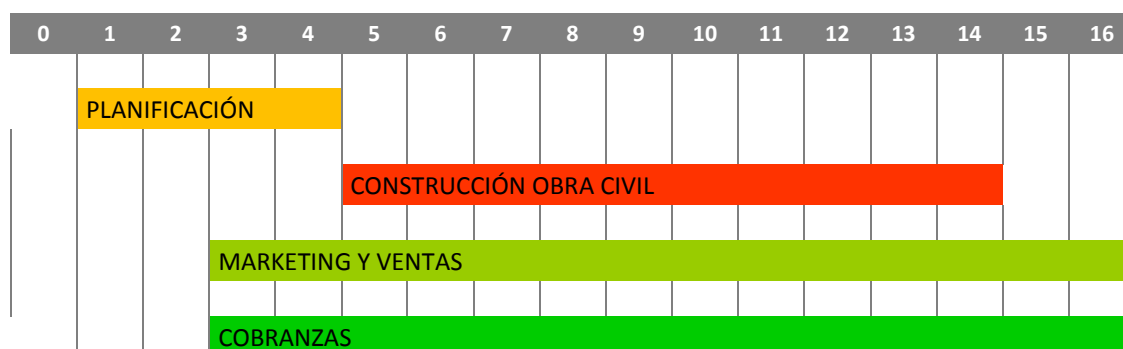 0 1 2 3 4 5 6 7 8 9 10 11 12 13 14 15 16
PLANIFICACIÓN
CONSTRUCCIÓN OBRA CIVIL
MARKETING Y VENTAS
COBRANZAS